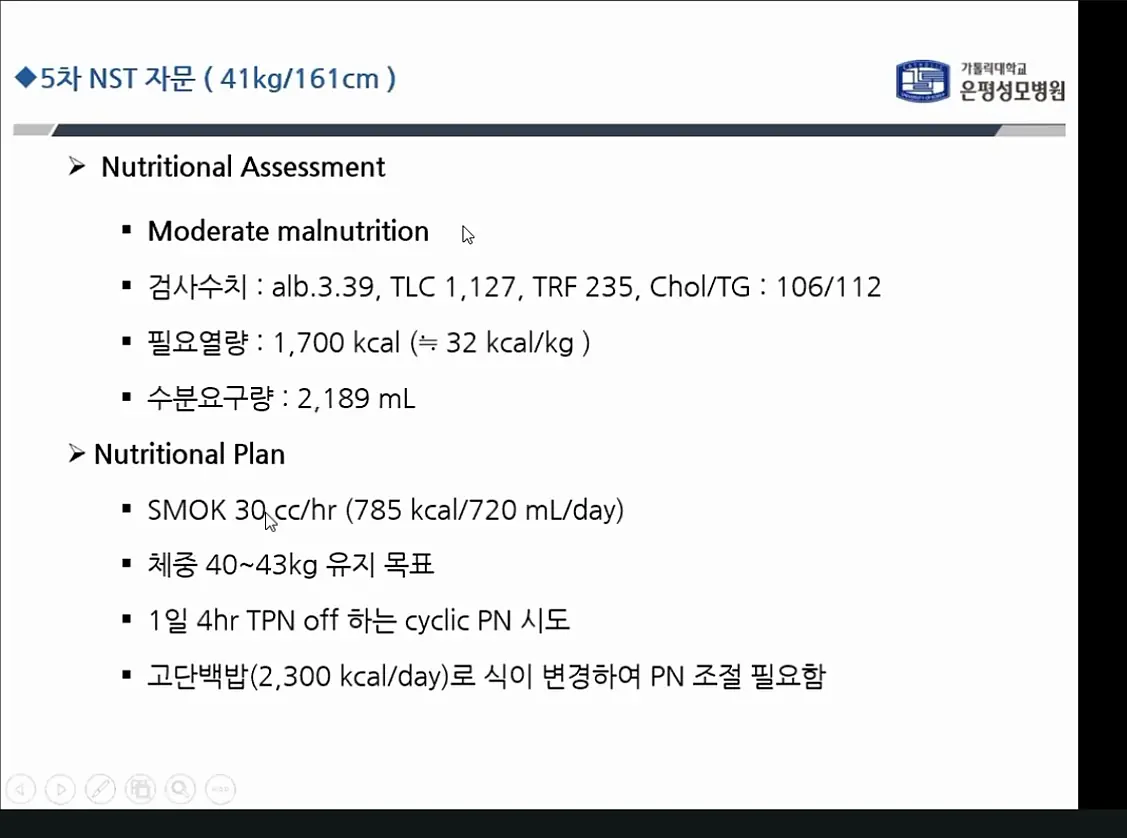 ◆5차 NST 자문 ( 41kg/161cm )
가톨릭대학교
은평성모병원
➢ Nutritional Assessment
▪ Moderate malnutrition
▪ 검사수치 : alb.3.39, TLC 1,127, TRF 235, Chol/TG : 106/112
▪ 필요열량 : 1,700 kcal (≒ 32 kcal/kg )
▪ 수분요구량 : 2,189 mL
➢ Nutritional Plan
▪ SMOK 30 cc/hr (785 kcal/720 mL/day)
▪ 체중 40~43kg 유지 목표
▪ 1일 4hr TPN off 하는 cyclic PN 시도
▪ 고단백밥(2,300 kcal/day)로 식이 변경하여 PN 조절 필요함